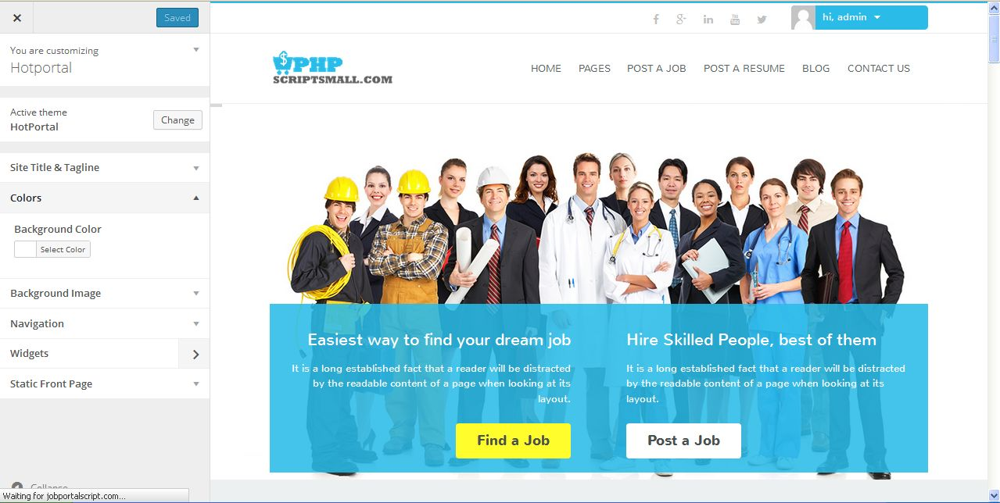 Saved
You are customizing
Hotportal
Active theme
HotPortal
Change
Site Title & Tagline
Colors
Background Color
Select Color
Background Image
Navigation
Widgets
Static Front Page
Collapse
Waiting for jobportalscript.com...
hi, admin
PHP
SCRIPTSMALL.COM
HOME
PAGES
POST A JOB
POST A RESUME
BLOG
CONTACT US
Easiest way to find your dream job
It is a long established fact that a reader will be distracted
by the readable content of a page when looking at its
layout.
Find a Job
Hire Skilled People, best of them
It is a long established fact that a reader will be distracted
by the readable content of a page when looking at its
layout.
Post a Job